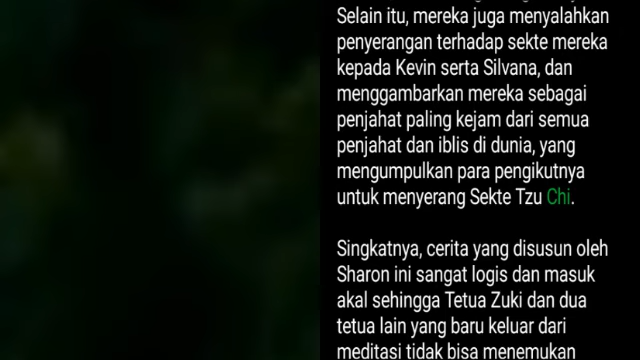 Selain itu, mereka juga menyalahkan
penyerangan terhadap sekte mereka
kepada Kevin serta Silvana, dan
menggambarkan mereka sebagai
penjahat paling kejam dari semua
penjahat dan iblis di dunia, yang
mengumpulkan para pengikutnya
untuk menyerang Sekte Tzu Chi.
Singkatnya, cerita yang disusun oleh
Sharon ini sangat logis dan masuk
akal sehingga Tetua Zuki dan dua
tetua lain yang baru keluar dari
meditasi tidak bisa menemukan